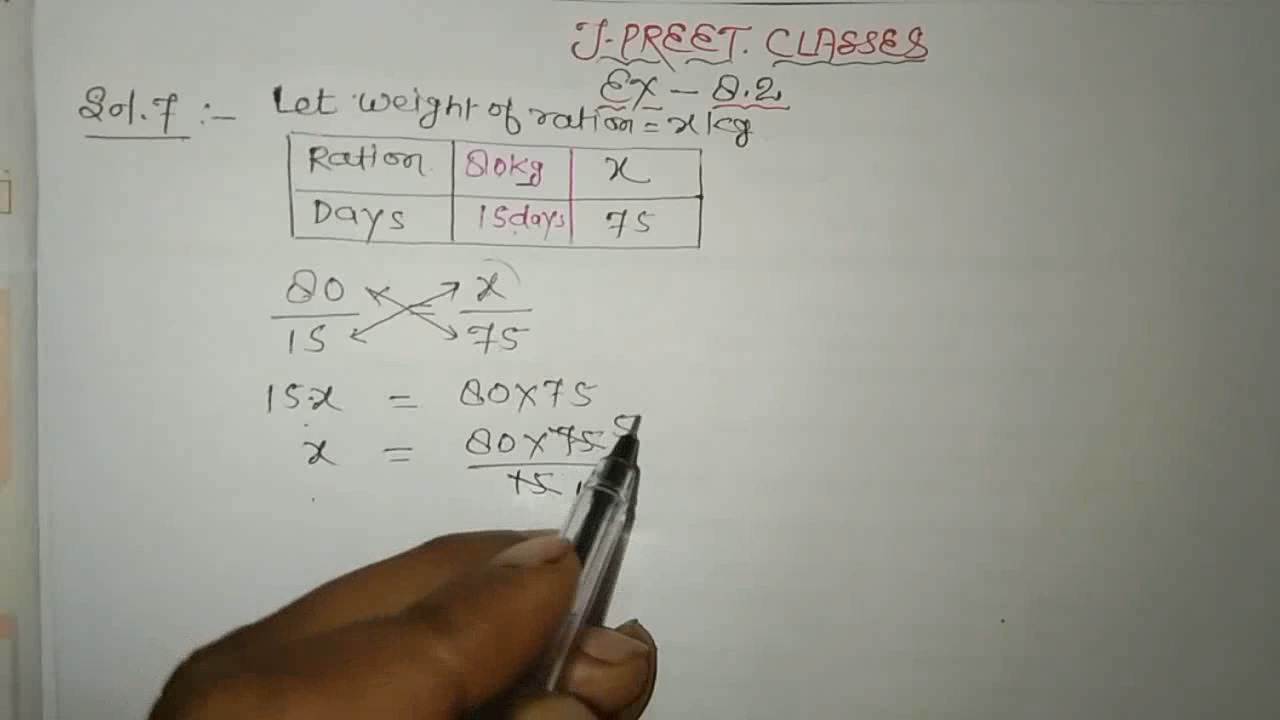 J-PREET. CLASSES
EX - 8.2
Sol.7 :- Let weight of ration = x kg
Ration 80kg x
Days 15days 75
80 = x
15 75
15x = 80×75
x = 80×75 5
15